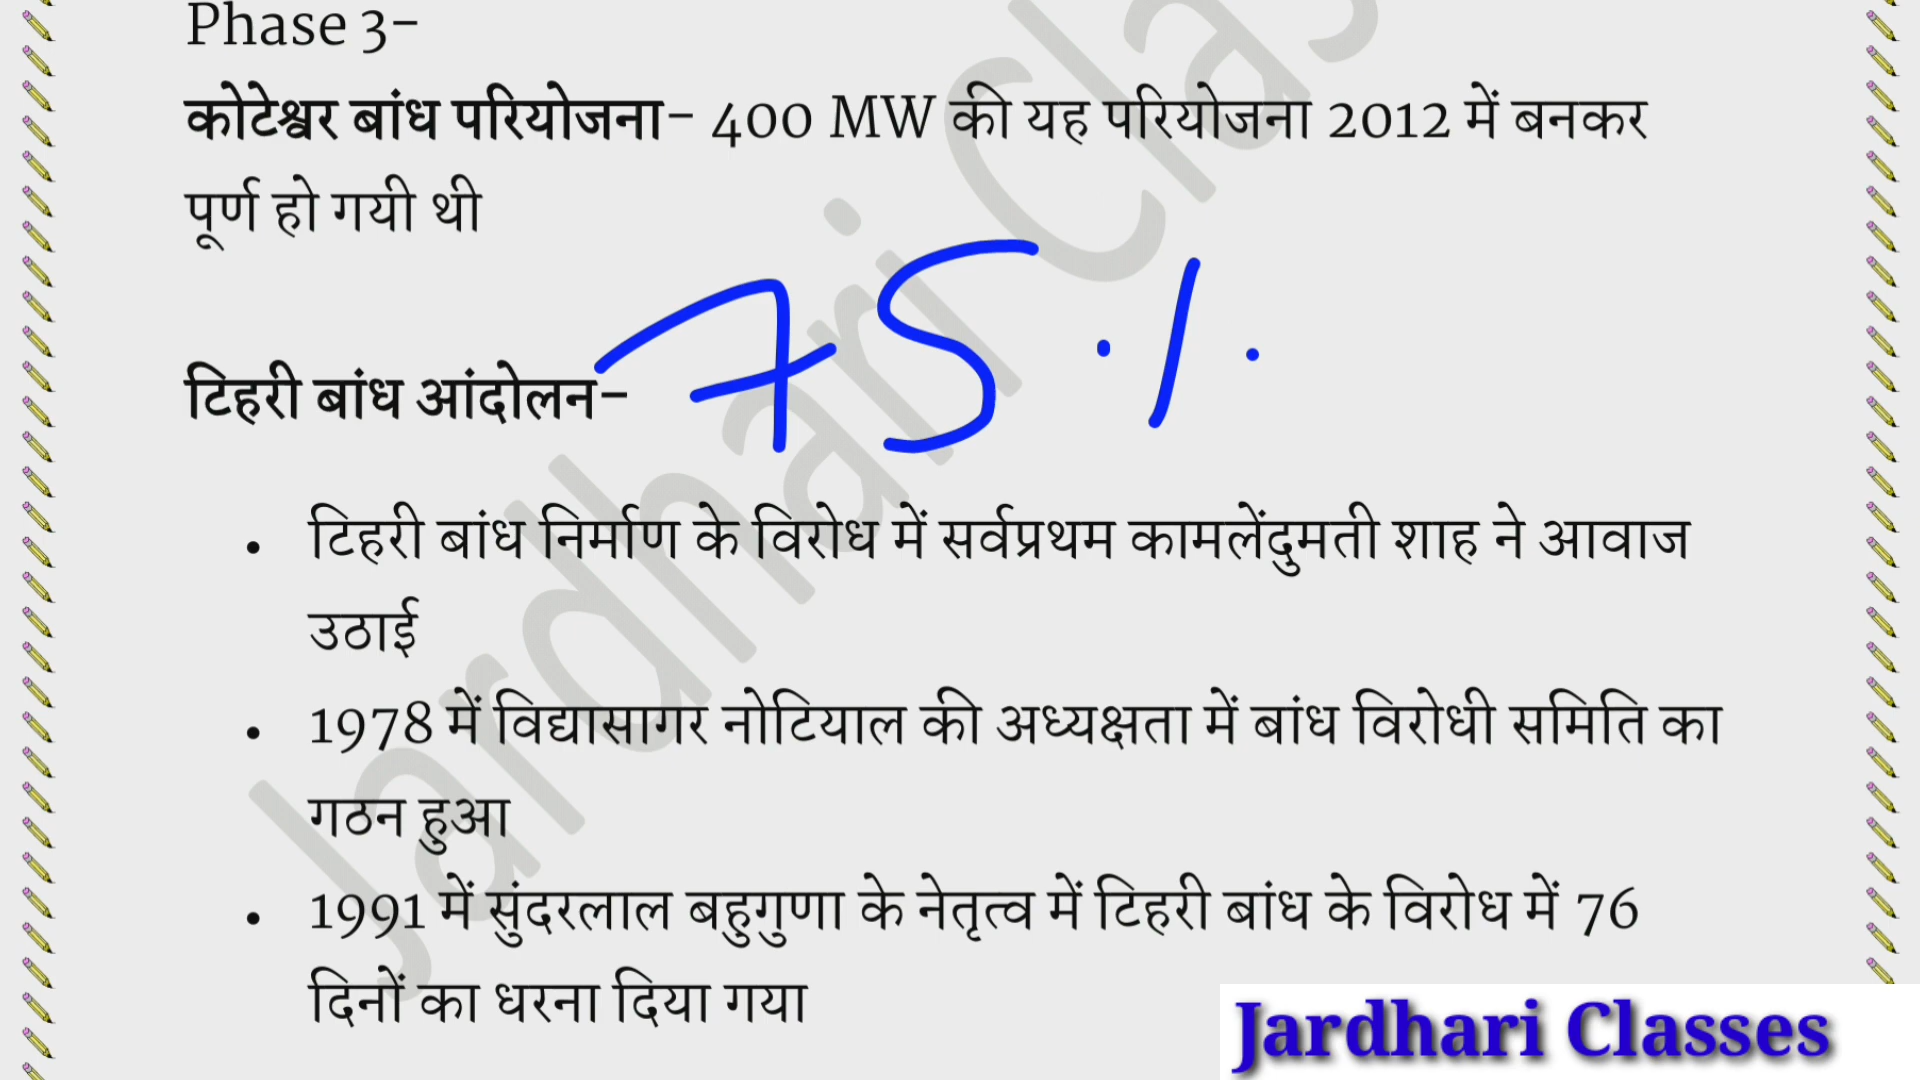 Phase 3-
कोटेश्वर बांध परियोजना- 400 MW की यह परियोजना 2012 में बनकर
पूर्ण हो गयी थी
75 %
टिहरी बांध आंदोलन-
• टिहरी बांध निर्माण के विरोध में सर्वप्रथम कामलेंदुमती शाह ने आवाज
उठाई
• 1978 में विद्यासागर नोटियाल की अध्यक्षता में बांध विरोधी समिति का
गठन हुआ
• 1991 में सुंदरलाल बहुगुणा के नेतृत्व में टिहरी बांध के विरोध में 76
दिनों का धरना दिया गया
Jardhari Clas
Jardhari Classes